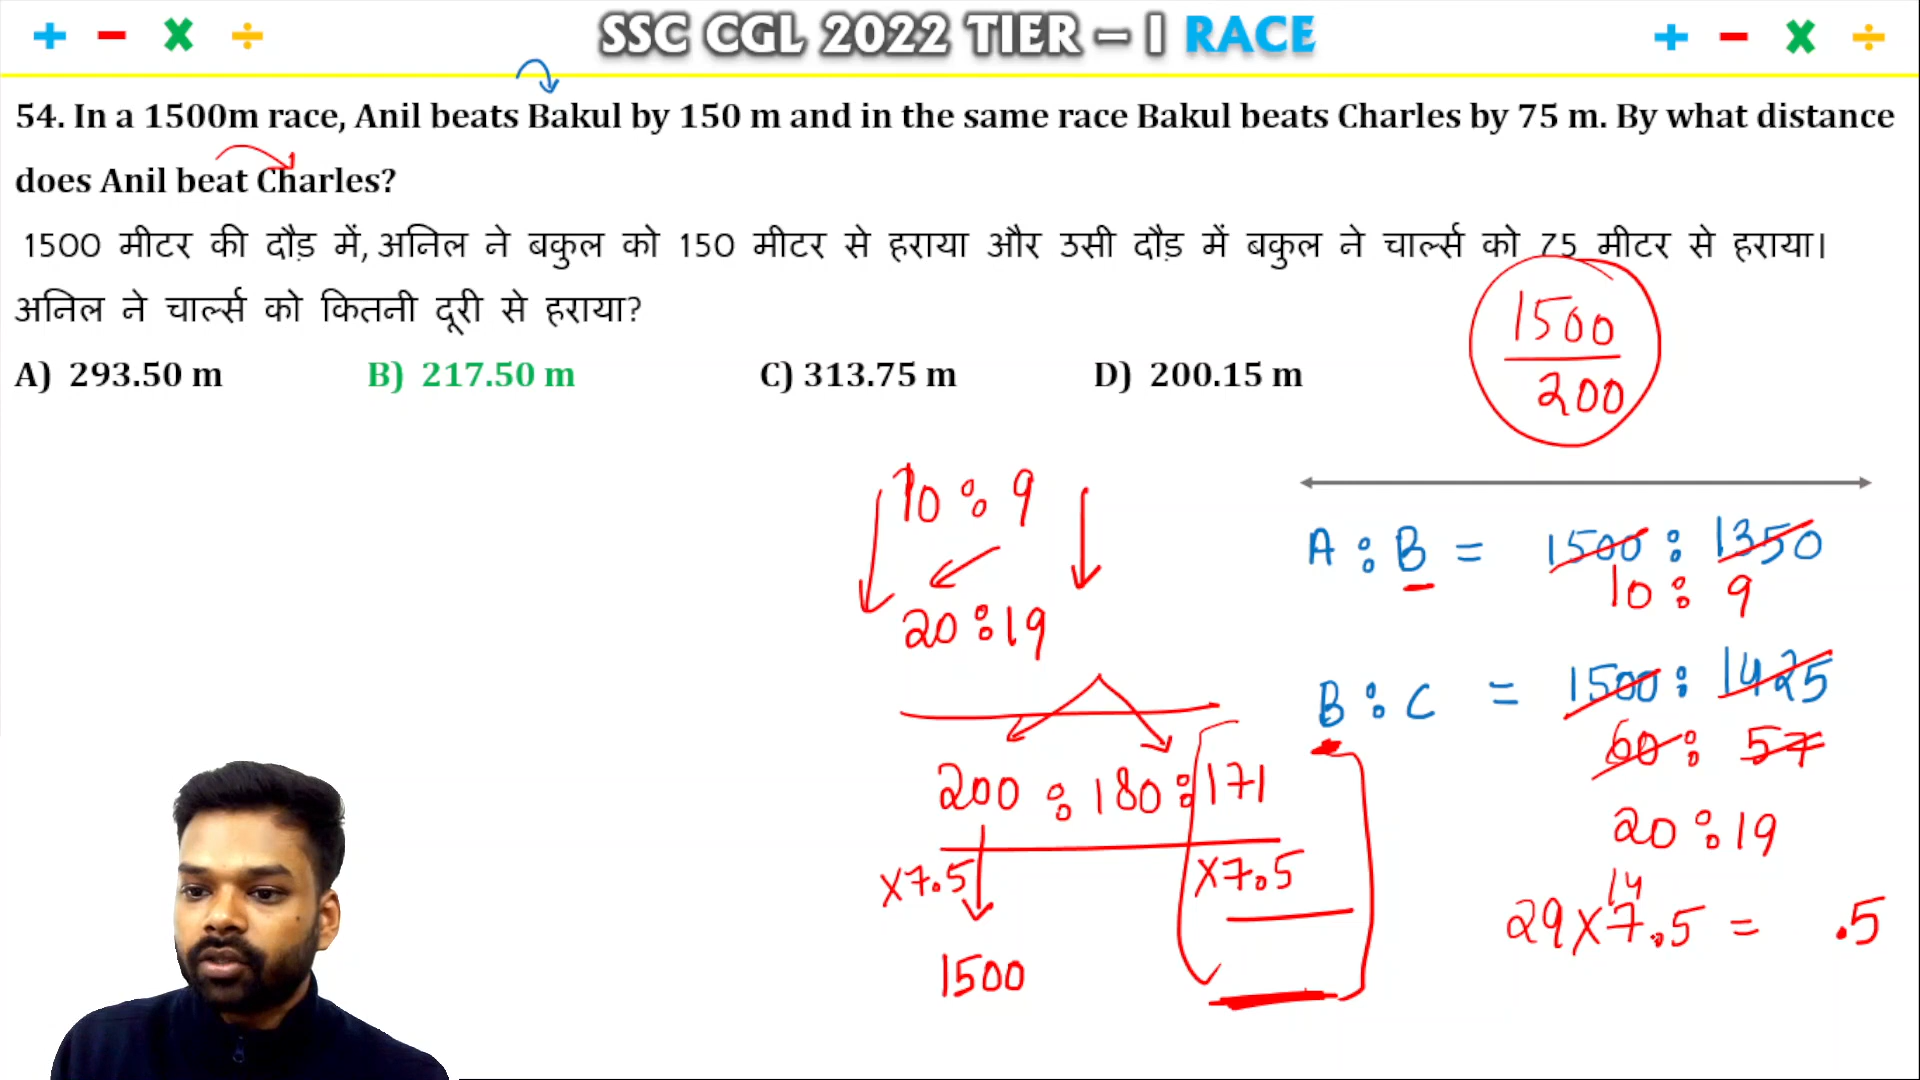 SSC CGL 2022 TIER – I RACE
54. In a 1500m race, Anil beats Bakul by 150 m and in the same race Bakul beats Charles by 75 m. By what distance
does Anil beat Charles?
1500 मीटर की दौड़ में, अनिल ने बकुल को 150 मीटर से हराया और उसी दौड़ में बकुल ने चार्ल्स को 75 मीटर से हराया।
अनिल ने चार्ल्स को कितनी दूरी से हराया?
A) 293.50 m B) 217.50 m C) 313.75 m D) 200.15 m
1500
200
10 : 9
20 : 19
200 : 180 : 171
×7.5 ×7.5
1500
A : B = 1500 : 1350
10 : 9
B : C = 1500 : 1425
60 : 57
20 : 19
14
29×7.5 = .5